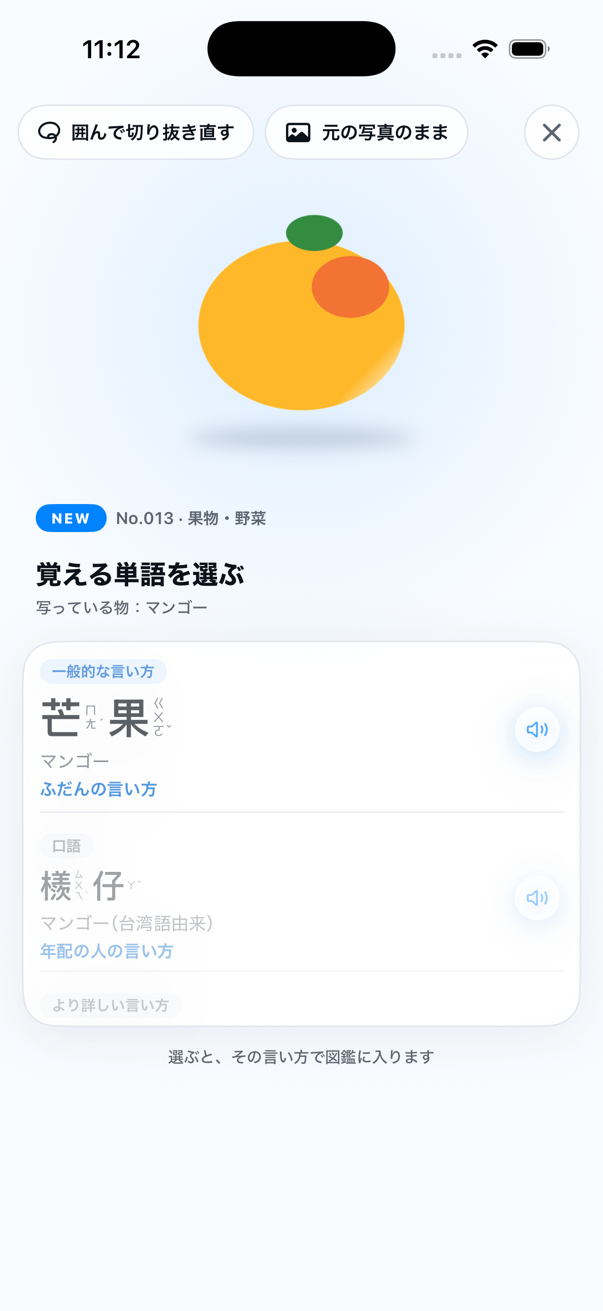 11:12
囲んで切り抜き直す
元の写真のまま
NEW No.013 · 果物・野菜
覚える単語を選ぶ
写っている物：マンゴー
一般的な言い方
芒ㄇㄤˊ果ㄍㄨㄛˇ
マンゴー
ふだんの言い方
口語
檨ㄙㄨㄟˋ仔ㄚˇ
マンゴー（台湾語由来）
年配の人の言い方
より詳しい言い方
選ぶと、その言い方で図鑑に入ります